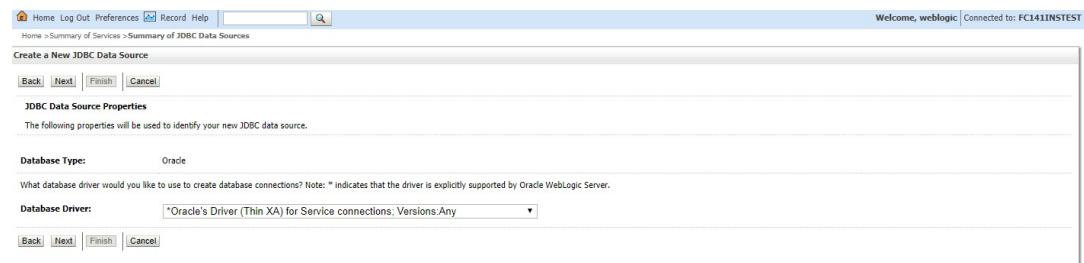 Home Log Out Preferences Record Help Welcome, weblogic Connected to: FC141INSTEST
Home >Summary of Services >Summary of JDBC Data Sources
Create a New JDBC Data Source
Back Next Finish Cancel
JDBC Data Source Properties
The following properties will be used to identify your new JDBC data source.
Database Type: Oracle
What database driver would you like to use to create database connections? Note: * indicates that the driver is explicitly supported by Oracle WebLogic Server.
Database Driver: *Oracle's Driver (Thin XA) for Service connections; Versions:Any
Back Next Finish Cancel